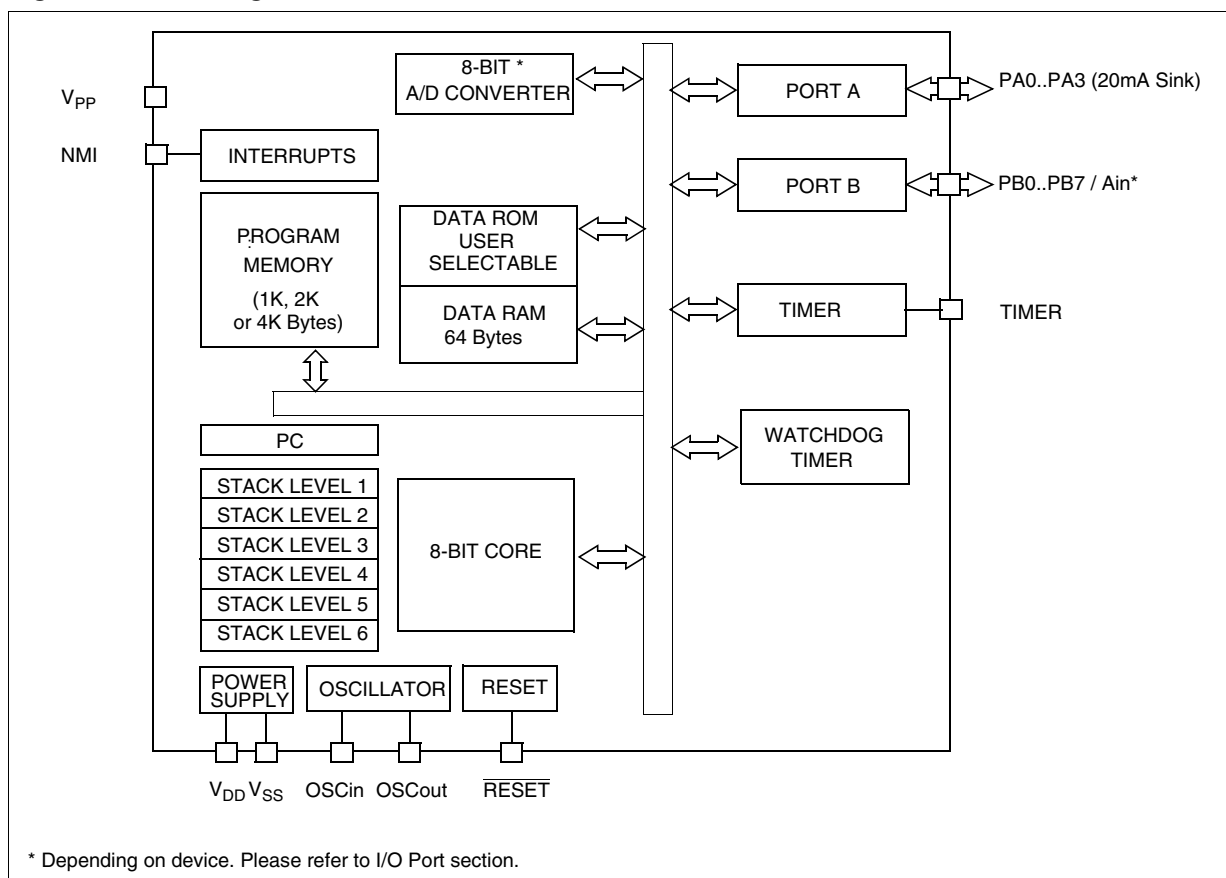 8-BIT *
A/D CONVERTER
PORT A
PA0..PA3 (20mA Sink)
VPP
NMI
INTERRUPTS
PORT B
PB0..PB7 / Ain*
PROGRAM
:
MEMORY
(1K, 2K
or 4K Bytes)
DATA ROM
USER
SELECTABLE
DATA RAM
64 Bytes
TIMER
TIMER
PC
WATCHDOG
TIMER
STACK LEVEL 1
STACK LEVEL 2
STACK LEVEL 3
STACK LEVEL 4
STACK LEVEL 5
STACK LEVEL 6
8-BIT CORE
POWER
SUPPLY
OSCILLATOR
RESET
VDD VSS
OSCin OSCout
RESET
* Depending on device. Please refer to I/O Port section.